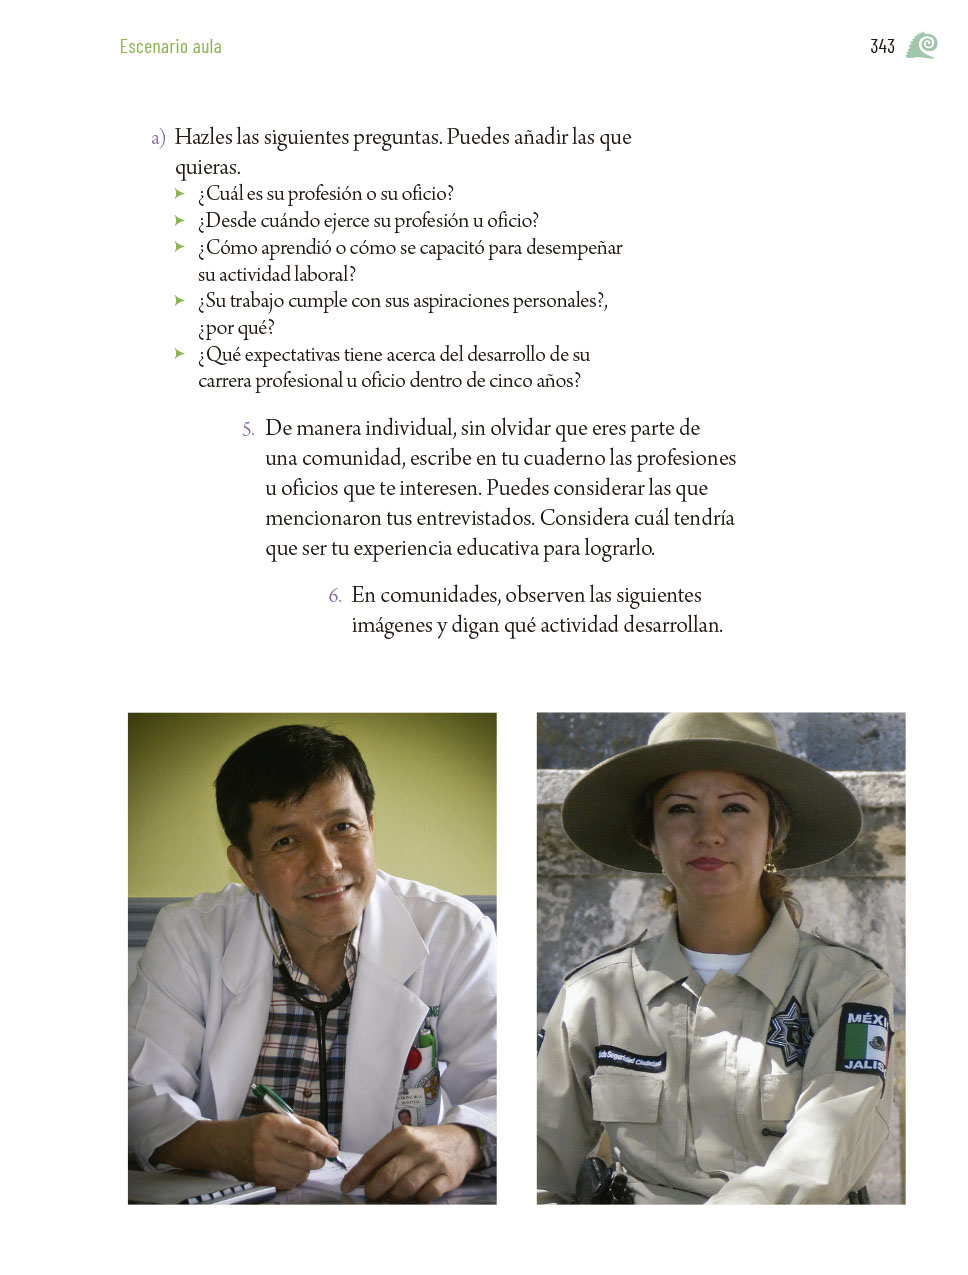 Escenario aula
343
a) Hazles las siguientes preguntas. Puedes añadir las que
quieras.
➤ ¿Cuál es su profesión o su oficio?
➤ ¿Desde cuándo ejerce su profesión u oficio?
➤ ¿Cómo aprendió o cómo se capacitó para desempeñar
su actividad laboral?
➤ ¿Su trabajo cumple con sus aspiraciones personales?,
¿por qué?
➤ ¿Qué expectativas tiene acerca del desarrollo de su
carrera profesional u oficio dentro de cinco años?
5. De manera individual, sin olvidar que eres parte de
una comunidad, escribe en tu cuaderno las profesiones
u oficios que te interesen. Puedes considerar las que
mencionaron tus entrevistados. Considera cuál tendría
que ser tu experiencia educativa para lograrlo.
6. En comunidades, observen las siguientes
imágenes y digan qué actividad desarrollan.
Seguridad Ciudadana
MÉXI
JALIS